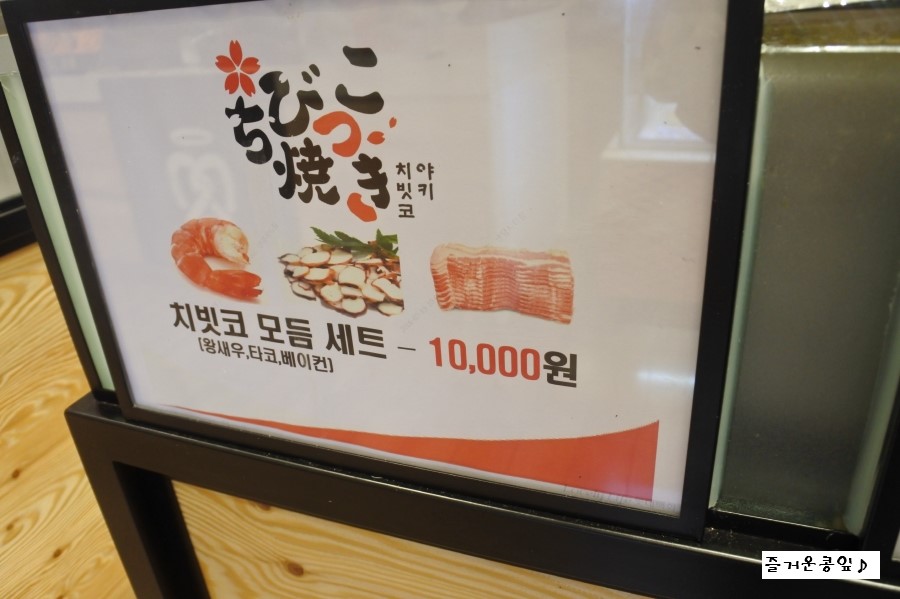 ちびっこ
焼き
치빗코
야키
치빗코 모듬 세트 - 10,000원
(왕새우,타코,베이컨)
즐거운콩잎♪